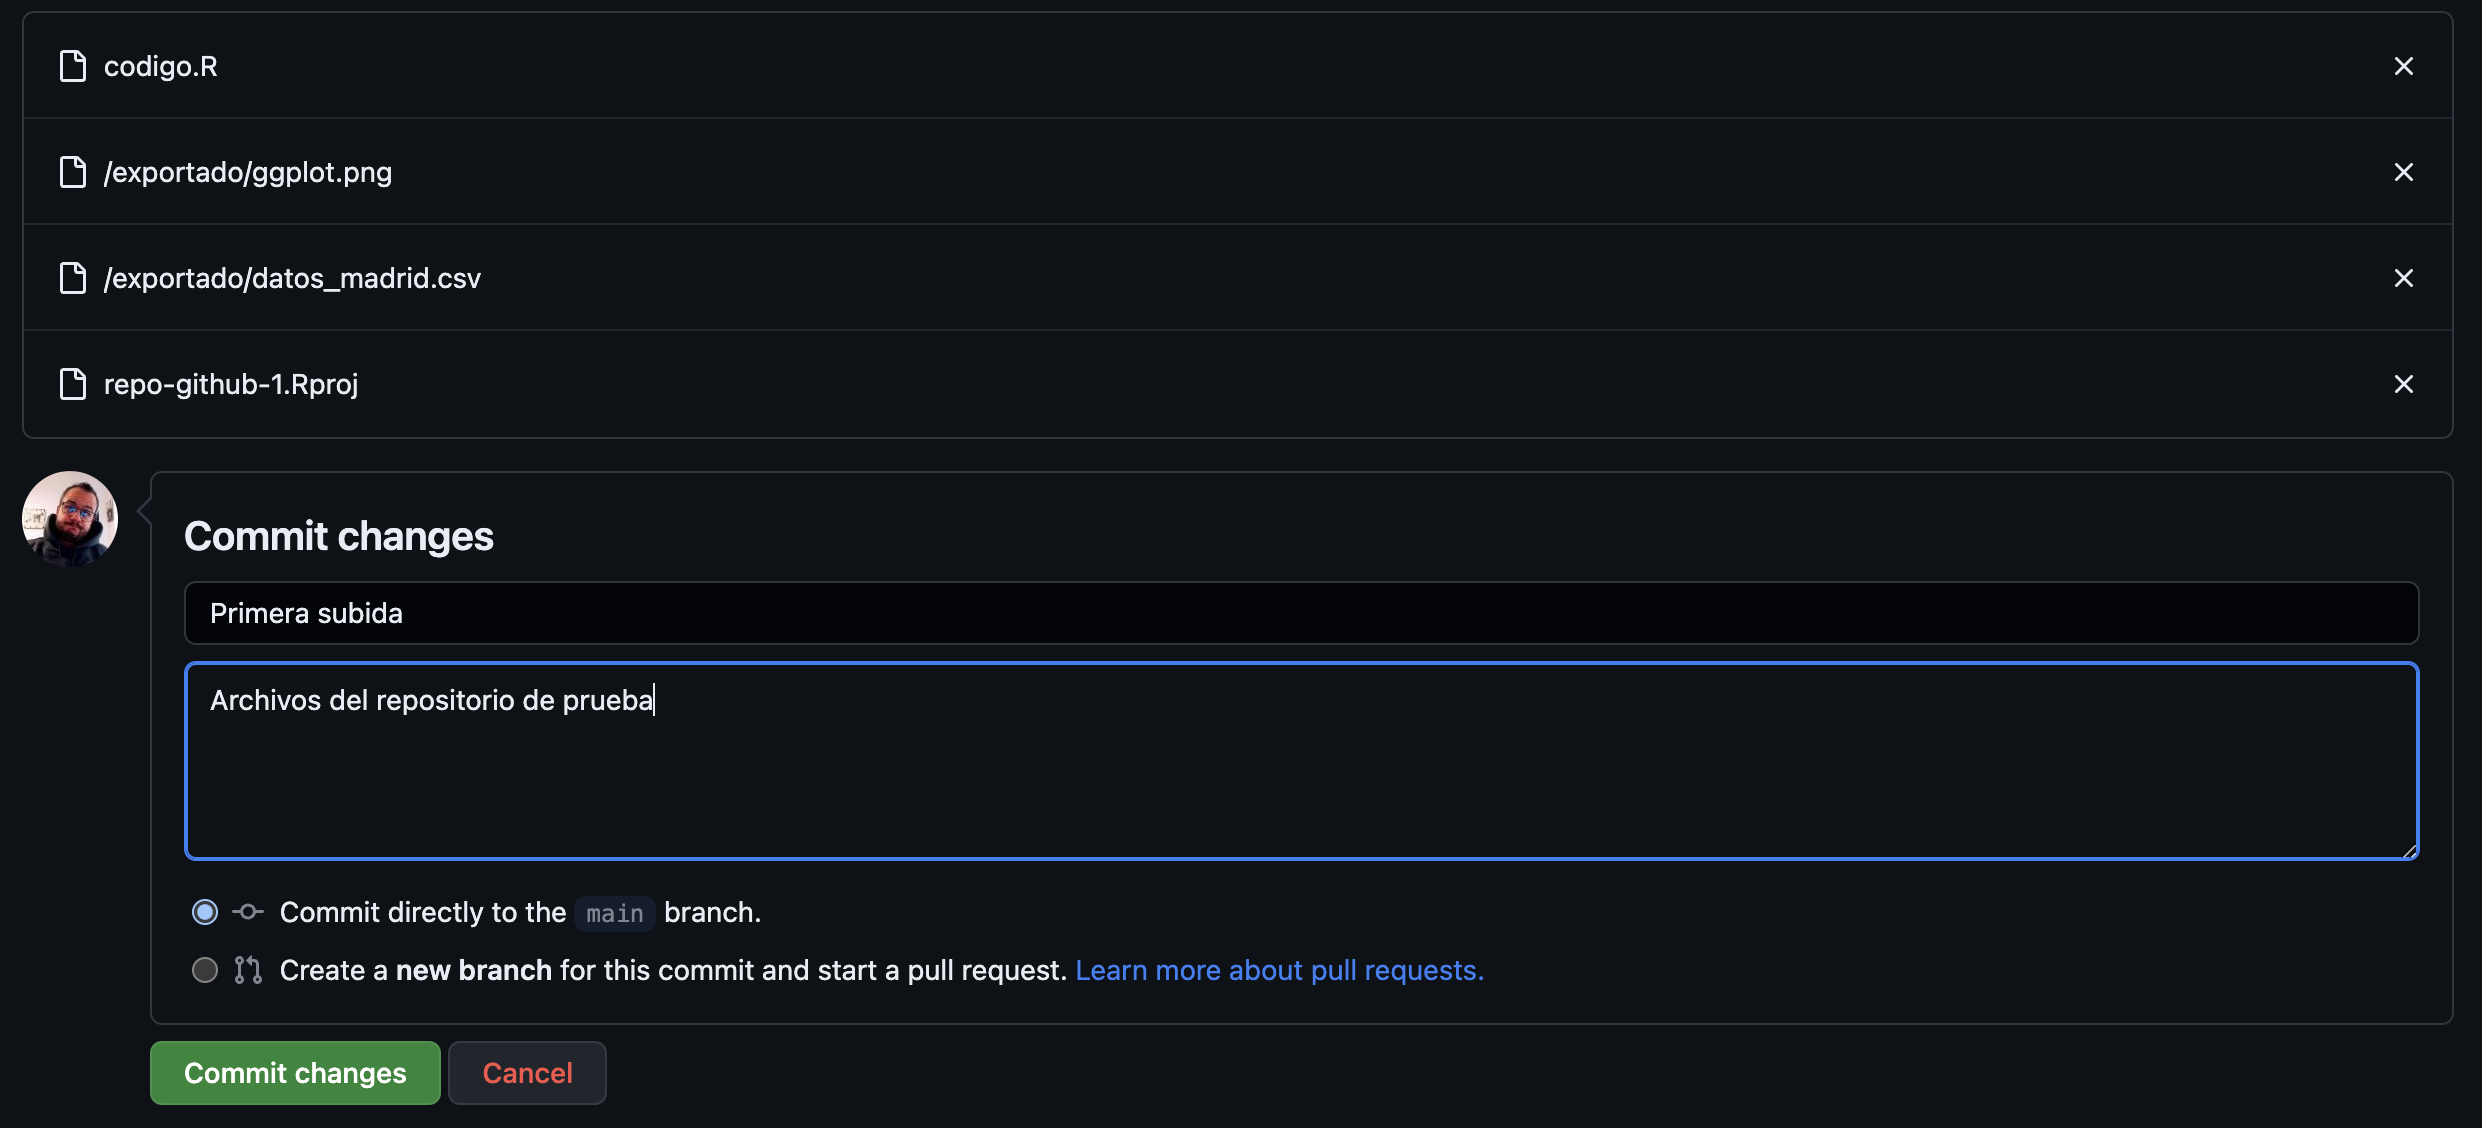 codigo.R
/exportado/ggplot.png
/exportado/datos_madrid.csv
repo-github-1.Rproj
Commit changes
Primera subida
Archivos del repositorio de prueba
Commit directly to the main branch.
Create a new branch for this commit and start a pull request. Learn more about pull requests.
Commit changes
Cancel